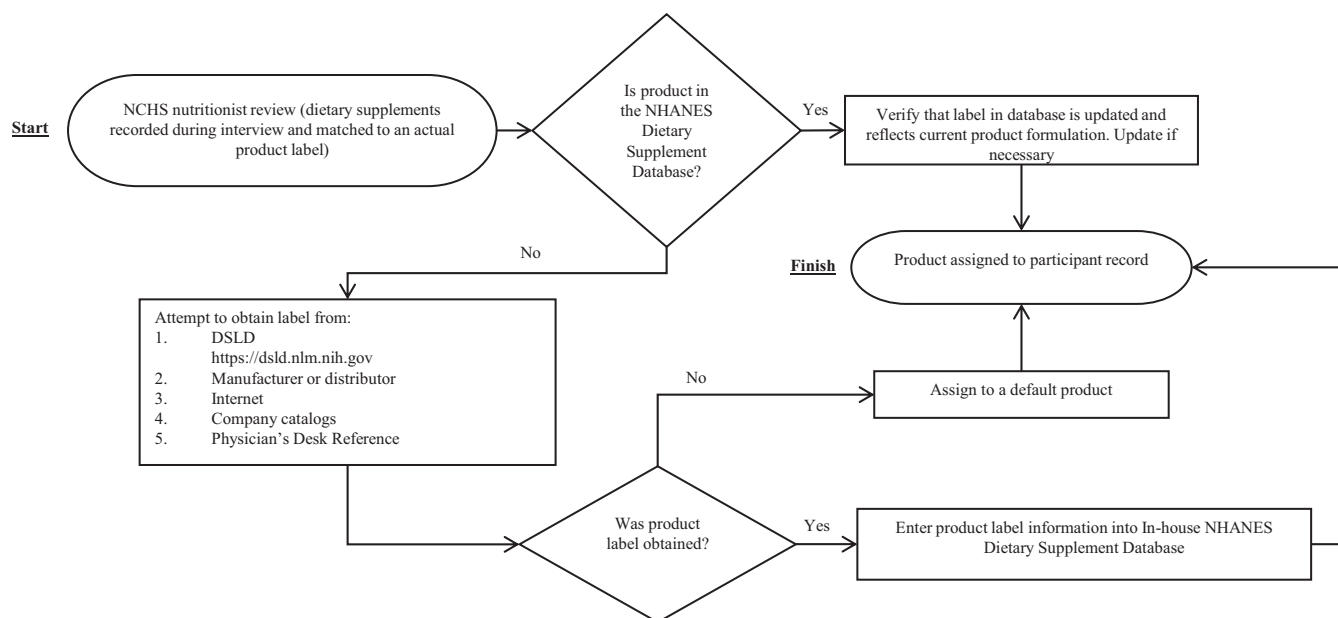 Start
NCHS nutritionist review (dietary supplements
recorded during interview and matched to an actual
product label)
Is product in
the NHANES
Dietary
Supplement
Database?
Yes
Verify that label in database is updated and
reflects current product formulation. Update if
necessary
No
Finish
Product assigned to participant record
Attempt to obtain label from:
1. DSLD
https://dsld.nlm.nih.gov
2. Manufacturer or distributor
3. Internet
4. Company catalogs
5. Physician’s Desk Reference
No
Assign to a default product
Was product
label obtained?
Yes
Enter product label information into In-house NHANES
Dietary Supplement Database